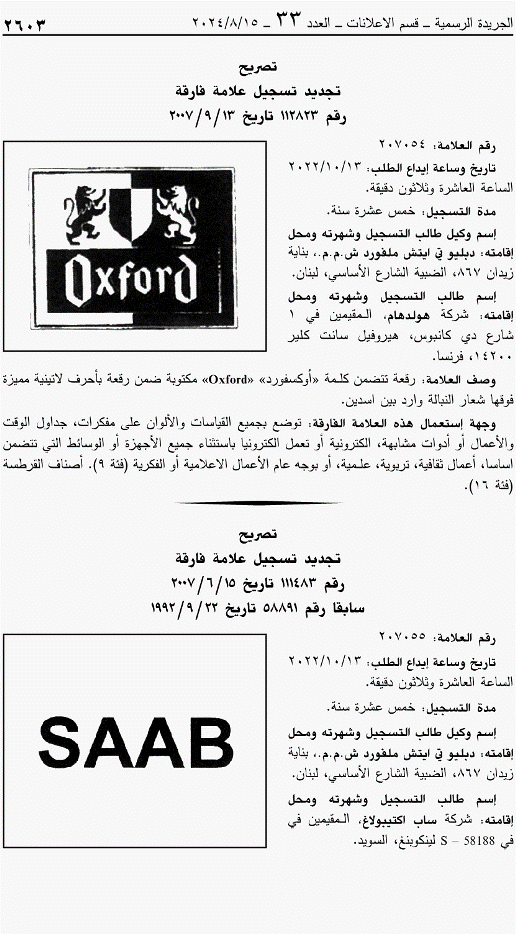 الجريدة الرسمية ـ قسم الاعلانات ـ العدد ٣٣ ـ ٢٠٢٤/٨/١٥
٢٦٠٣
تصريح
تجديد تسجيل علامة فارقة
رقم ١١٢٨٢٣ تاريخ ٢٠٠٧/٩/١٣
رقم العلامة: ٢٠٧٠٥٤
تاريخ وساعة إيداع الطلب: ٢٠٢٢/١٠/١٣
الساعة العاشرة وثلاثون دقيقة.
مدة التسجيل: خمس عشرة سنة.
إسم وكيل طالب التسجيل وشهرته ومحل
إقامته: دبليو تي ايتش ملفورد ش.م.م.، بناية
زيدان ٨٦٧، الضبية الشارع الأساسي، لبنان.
إسم طالب التسجيل وشهرته ومحل
إقامته: شركة هولدهام، المقيمين في ١
شارع دي كانبوس، هيروفيل سانت كلير
١٤٢٠٠، فرنسا.
Oxford
وصف العلامة: رقعة تتضمن كلمة «أوكسفورد» «Oxford» مكتوبة ضمن رقعة بأحرف لاتينية مميزة
فوقها شعار النبالة وارد بين اسدين.
وجهة إستعمال هذه العلامة الفارقة: توضع بجميع القياسات والألوان على مفكرات، جداول الوقت
والأعمال أو أدوات مشابهة، الكترونية أو تعمل الكترونيا باستثناء جميع الأجهزة أو الوسائط التي تتضمن
اساسا، أعمال ثقافية، تربوية، علمية، أو بوجه عام الأعمال الاعلامية أو الفكرية (فئة ٩). أصناف القرطسة
(فئة ١٦).
تصريح
تجديد تسجيل علامة فارقة
رقم ١١١٤٨٣ تاريخ ٢٠٠٧/٦/١٥
سابقا رقم ٥٨٨٩١ تاريخ ١٩٩٢/٩/٢٢
رقم العلامة: ٢٠٧٠٥٥
تاريخ وساعة إيداع الطلب: ٢٠٢٢/١٠/١٣
الساعة العاشرة وثلاثون دقيقة.
مدة التسجيل: خمس عشرة سنة.
إسم وكيل طالب التسجيل وشهرته ومحل
إقامته: دبليو تي ايتش ملفورد ش.م.م.، بناية
زيدان ٨٦٧، الضبية الشارع الأساسي، لبنان.
إسم طالب التسجيل وشهرته ومحل
إقامته: شركة ساب اكتيبولاغ، المقيمين في
في S – 58188 لينكوبنغ، السويد.
SAAB